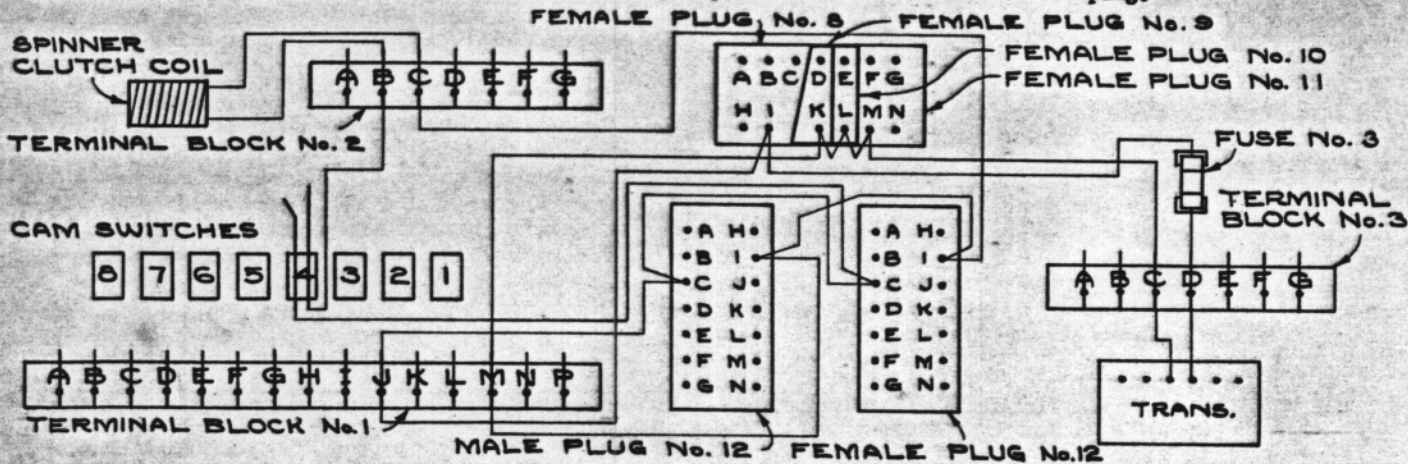 FEMALE PLUG, No. 8
FEMALE PLUG No. 9
FEMALE PLUG No. 10
FEMALE PLUG No. 11
SPINNER
CLUTCH COIL
A B C D E F G
TERMINAL BLOCK No. 2
A B C D E F G
H I K L M N
FUSE No. 3
TERMINAL
BLOCK No. 3
CAM SWITCHES
8 7 6 5 4 3 2 1
A H
B I
C J
D K
E L
F M
G N
A H
B I
C J
D K
E L
F M
G N
A B C D E F G
A B C D E F G H I J K L M N P
TERMINAL BLOCK No. 1
MALE PLUG No. 12
FEMALE PLUG No. 12
TRANS.